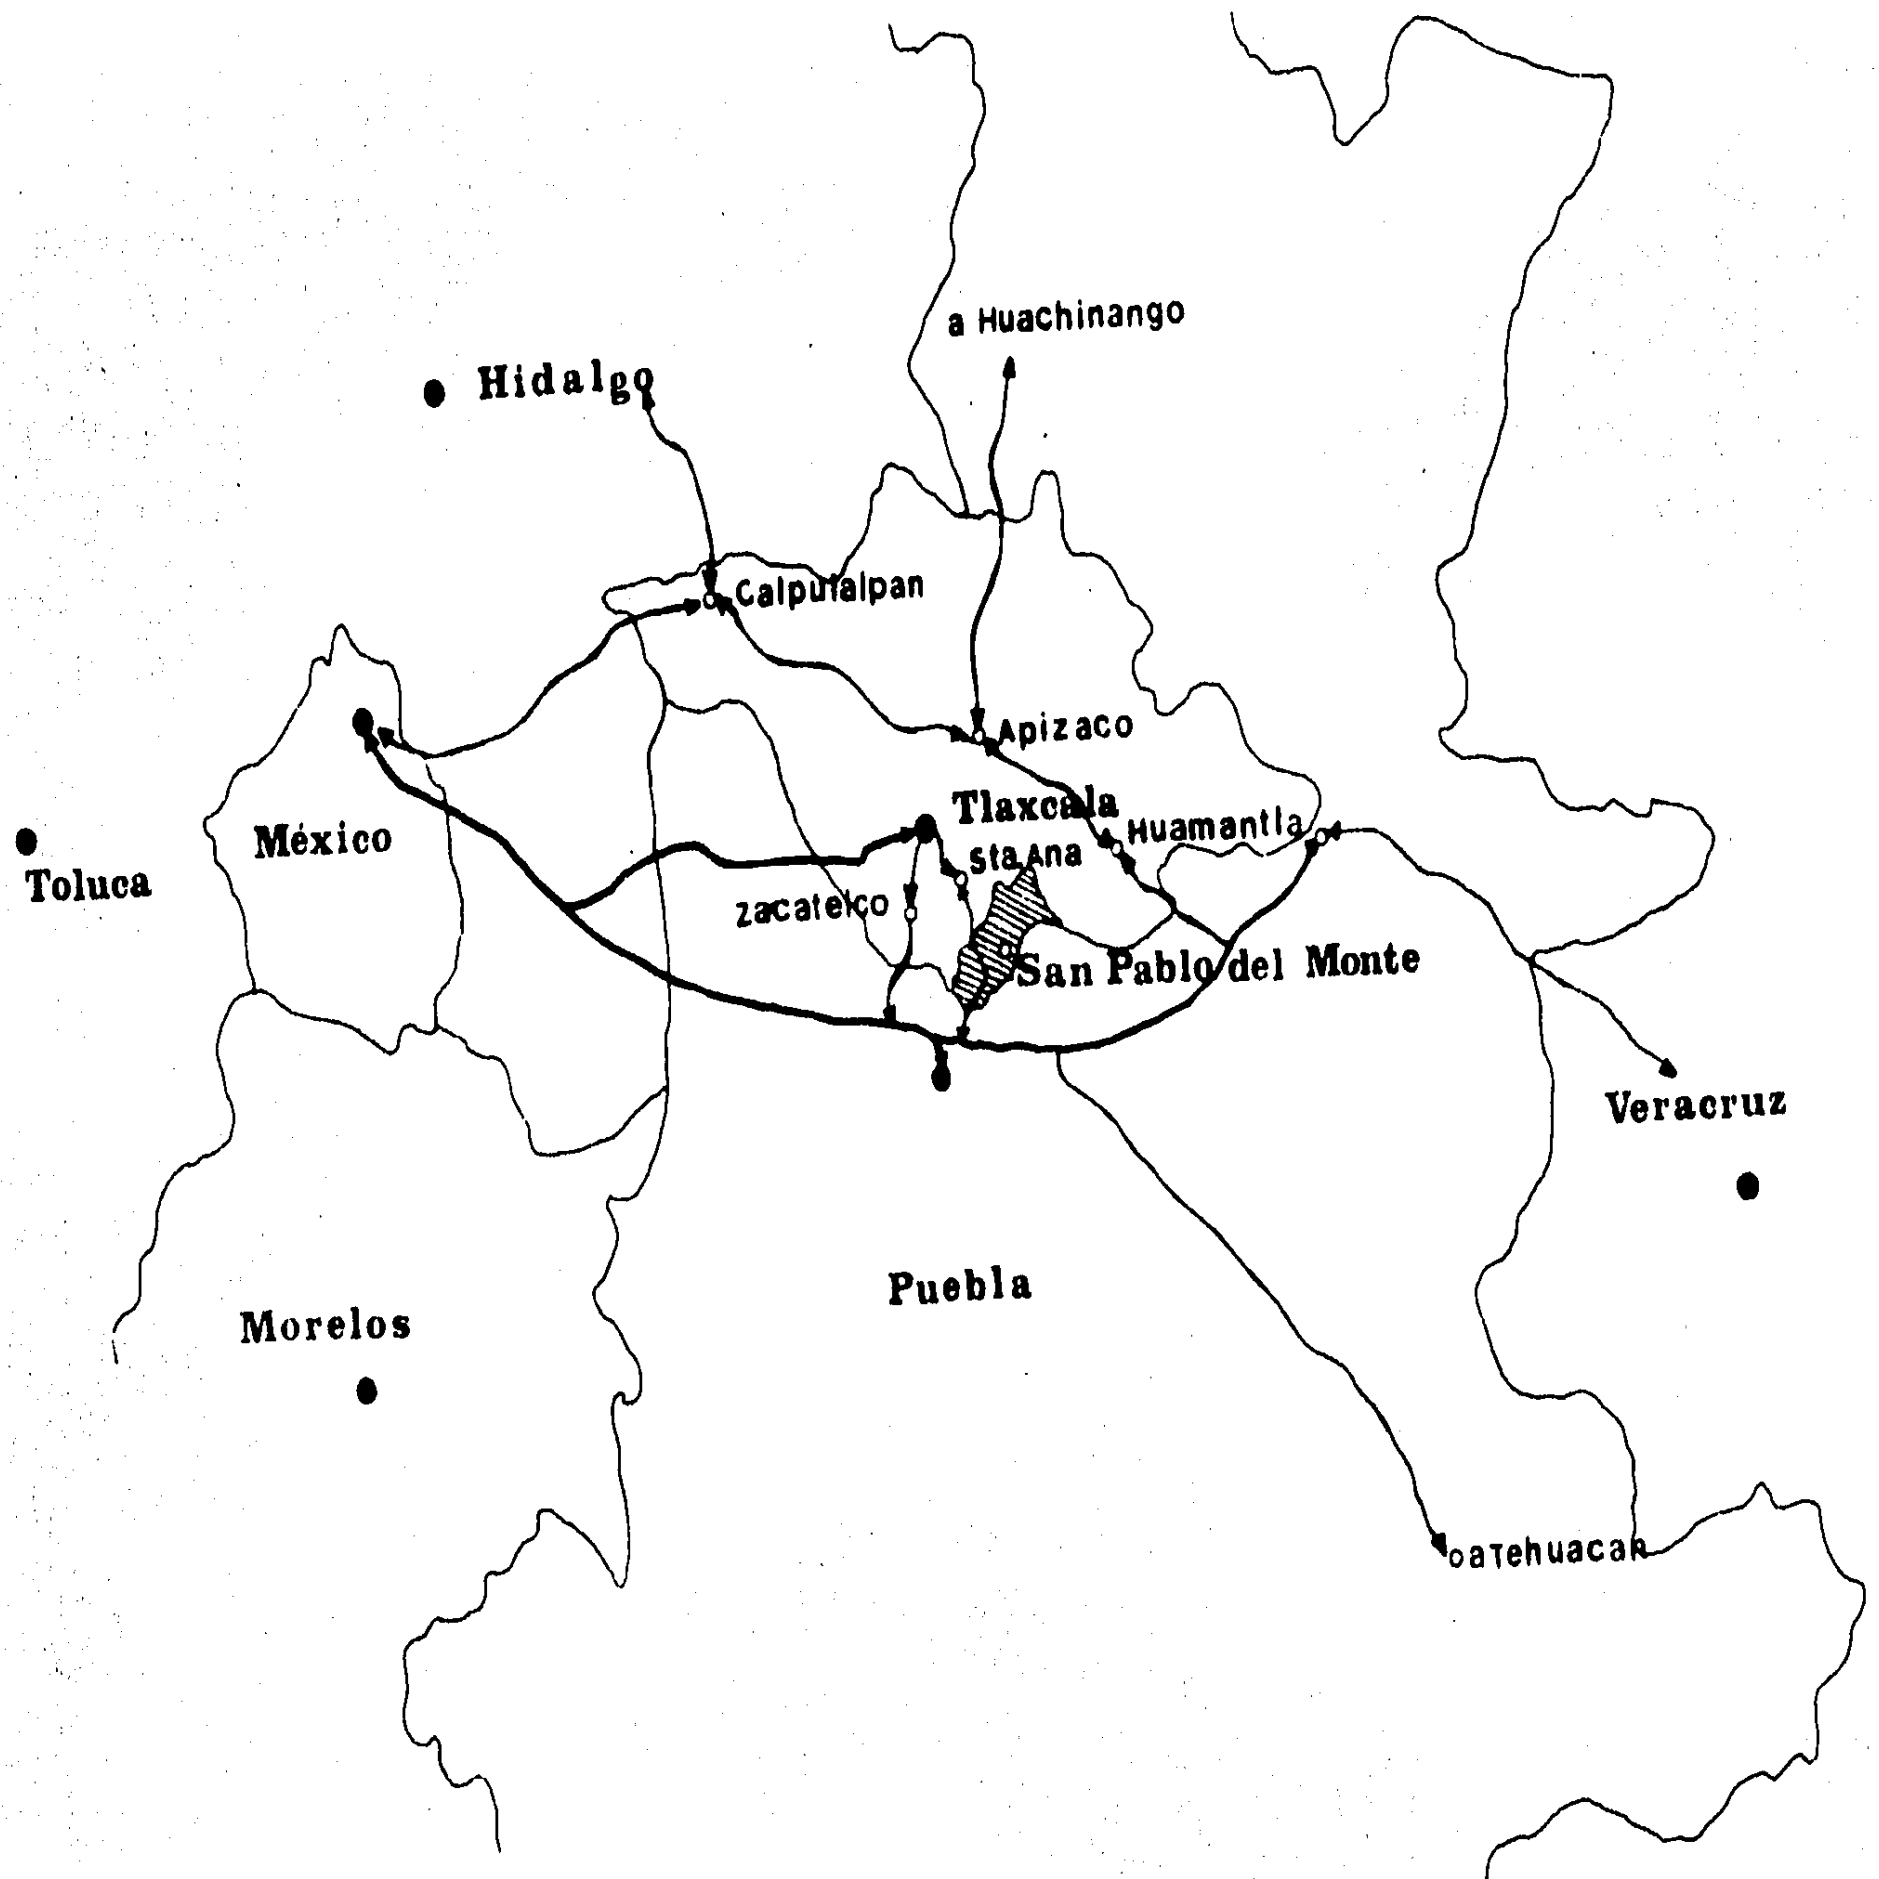 a Huachinango
Hidalgo
Calpulalpan
Apizaco
Tlaxcala
Huamantla
México
Sta Ana
Toluca
Zacatelco
San Pablo del Monte
Veracruz
Puebla
Morelos
a Tehuacan